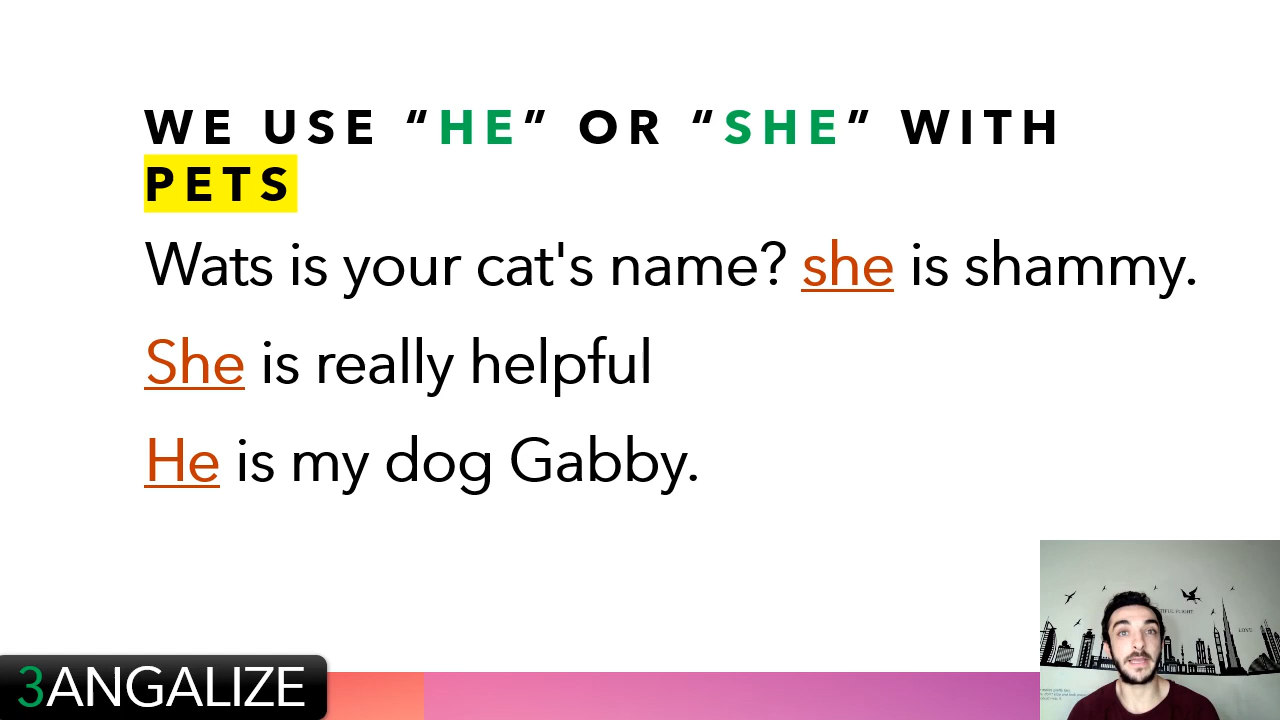 WE USE “HE” OR “SHE” WITH
PETS
Wats is your cat's name? she is shammy.
She is really helpful
He is my dog Gabby.
3ANGALIZE
LOVE